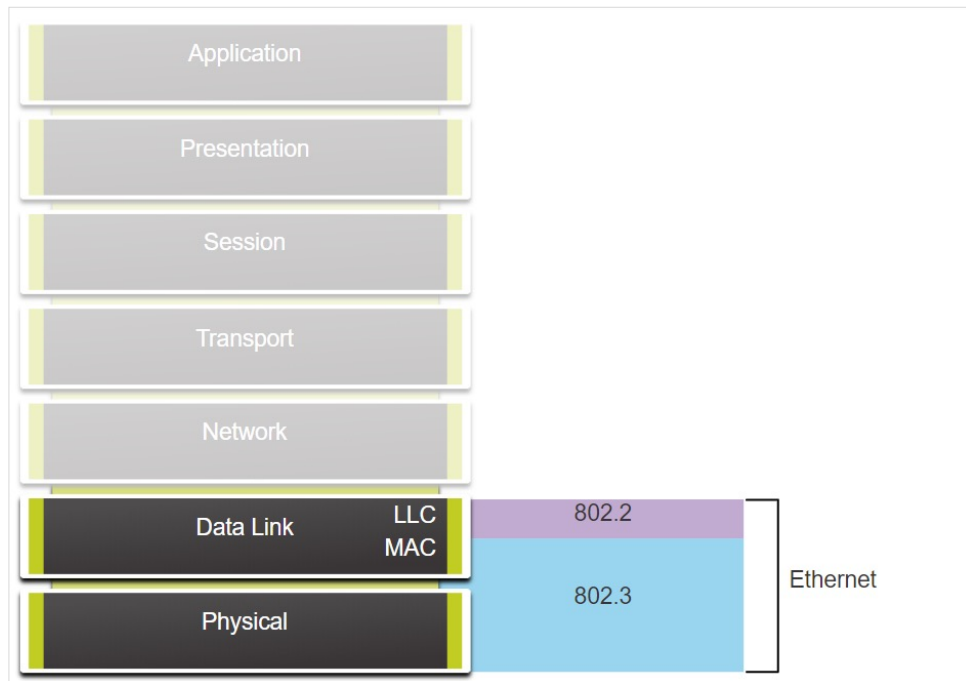 Application
Presentation
Session
Transport
Network
Data Link
LLC
MAC
802.2
802.3
Ethernet
Physical